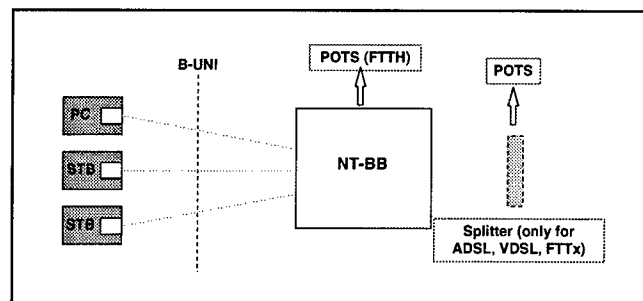 B-UNI
POTS (FTTH)
POTS
PC
STB
STB
NT-BB
Splitter (only for
ADSL, VDSL, FTTx)